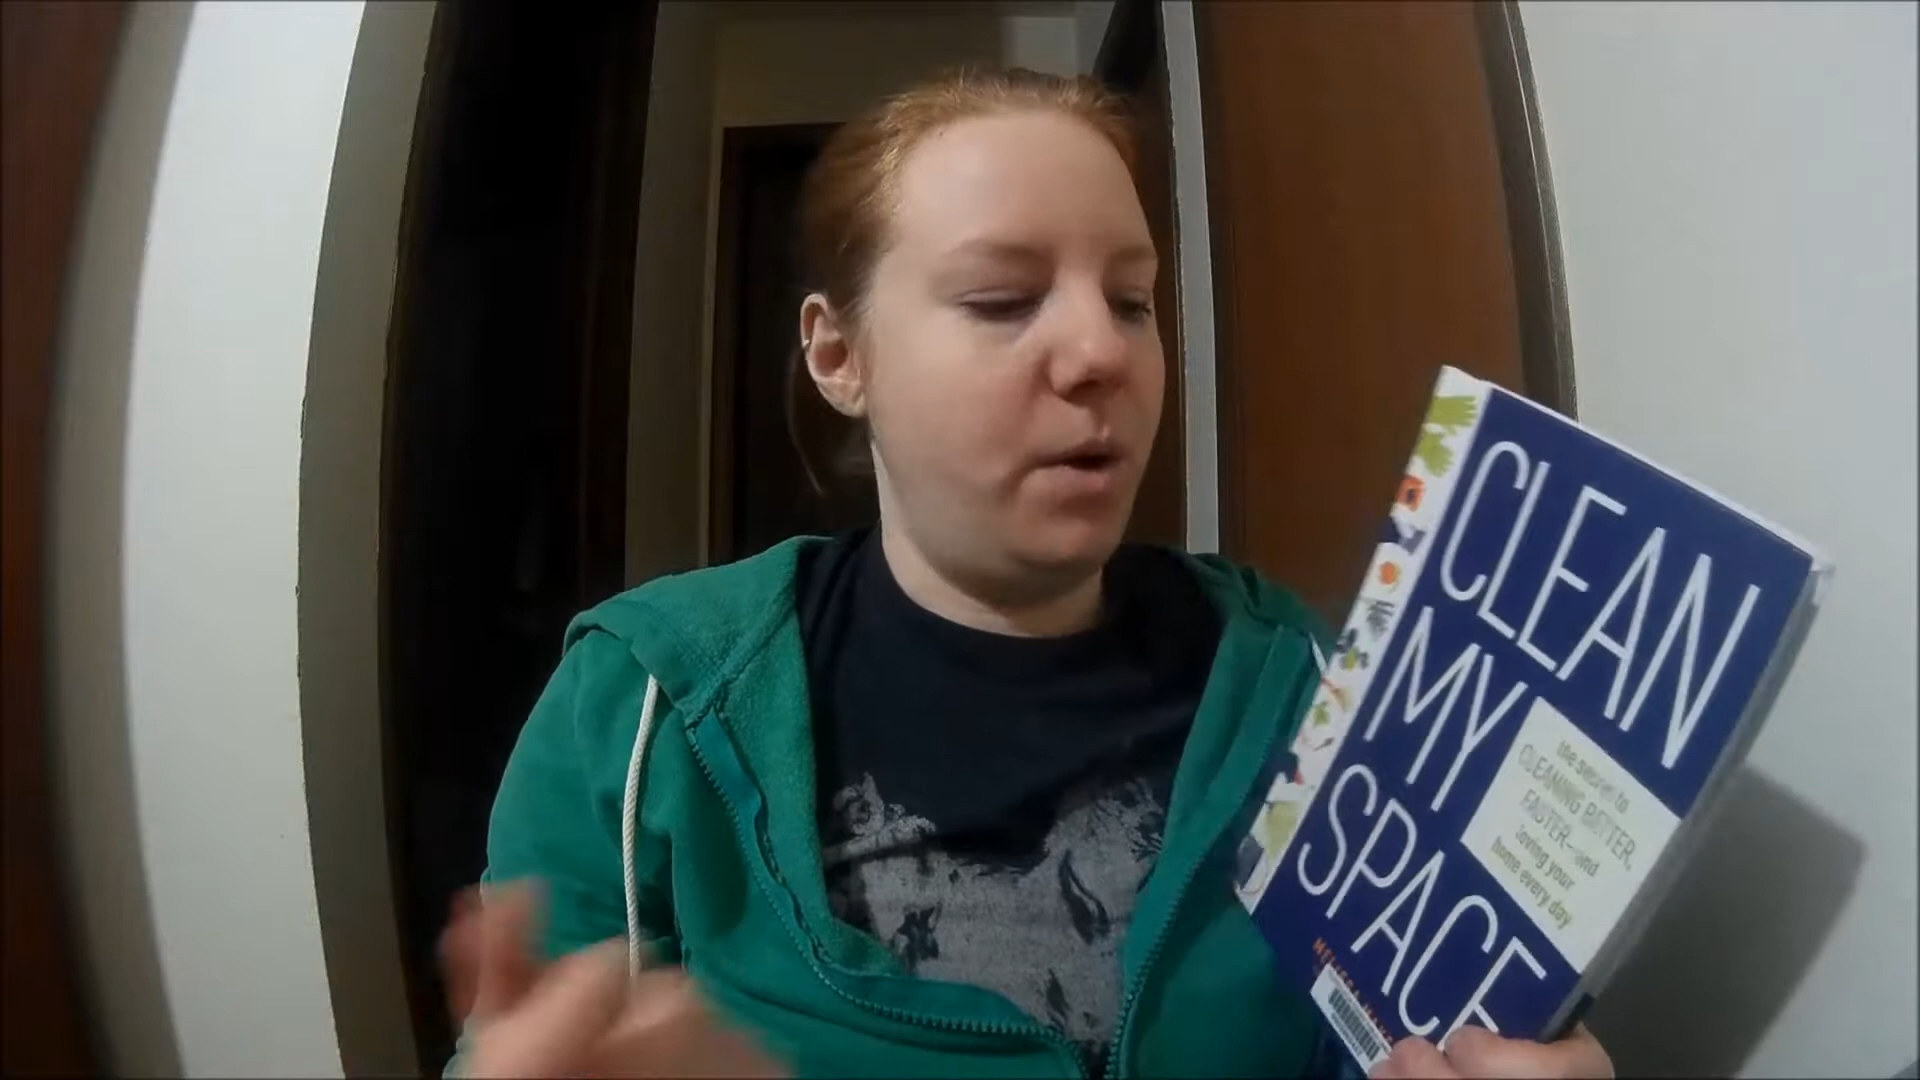 CLEAN
MY
SPACE
the secret to
CLEANING BETTER,
FASTER—and
loving your
home every day